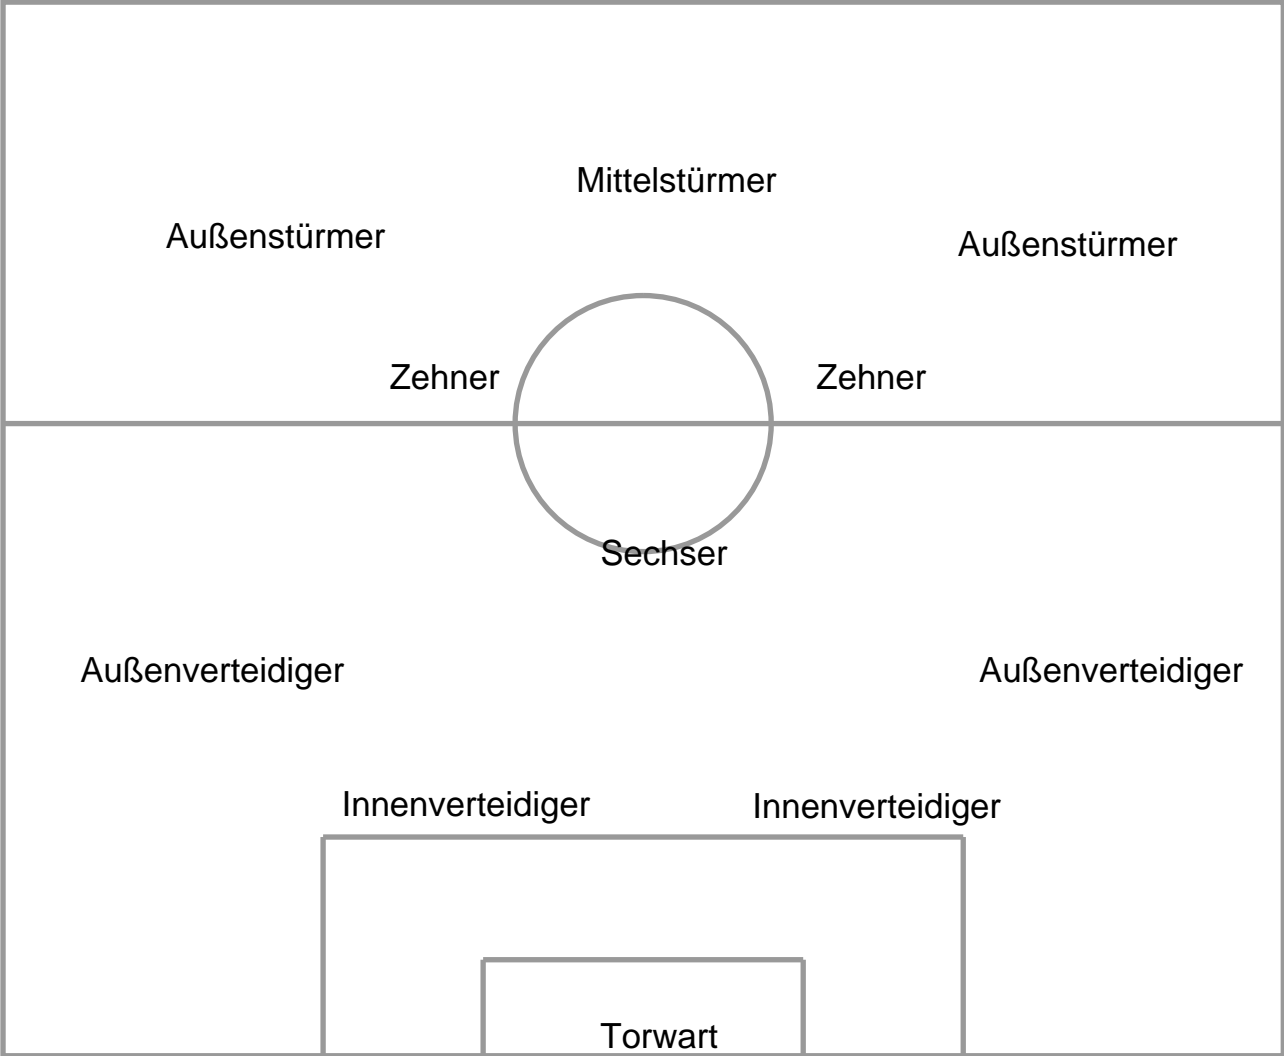 Mittelstürmer
Außenstürmer
Außenstürmer
Zehner
Zehner
Sechser
Außenverteidiger
Außenverteidiger
Innenverteidiger
Innenverteidiger
Torwart